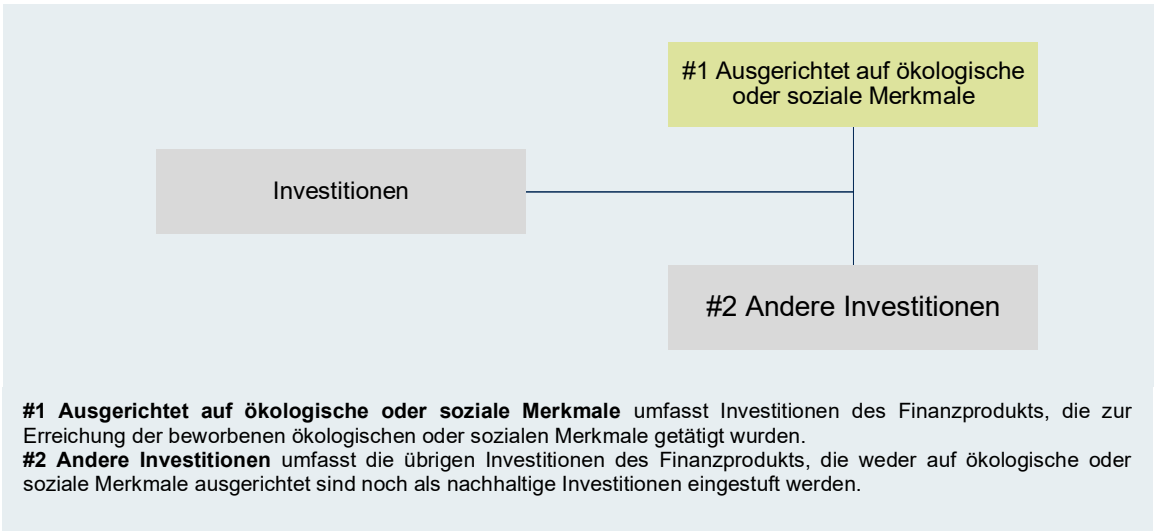 #1 Ausgerichtet auf ökologische
oder soziale Merkmale
Investitionen
#2 Andere Investitionen
#1 Ausgerichtet auf ökologische oder soziale Merkmale umfasst Investitionen des Finanzprodukts, die zur
Erreichung der beworbenen ökologischen oder sozialen Merkmale getätigt wurden.
#2 Andere Investitionen umfasst die übrigen Investitionen des Finanzprodukts, die weder auf ökologische oder
soziale Merkmale ausgerichtet sind noch als nachhaltige Investitionen eingestuft werden.